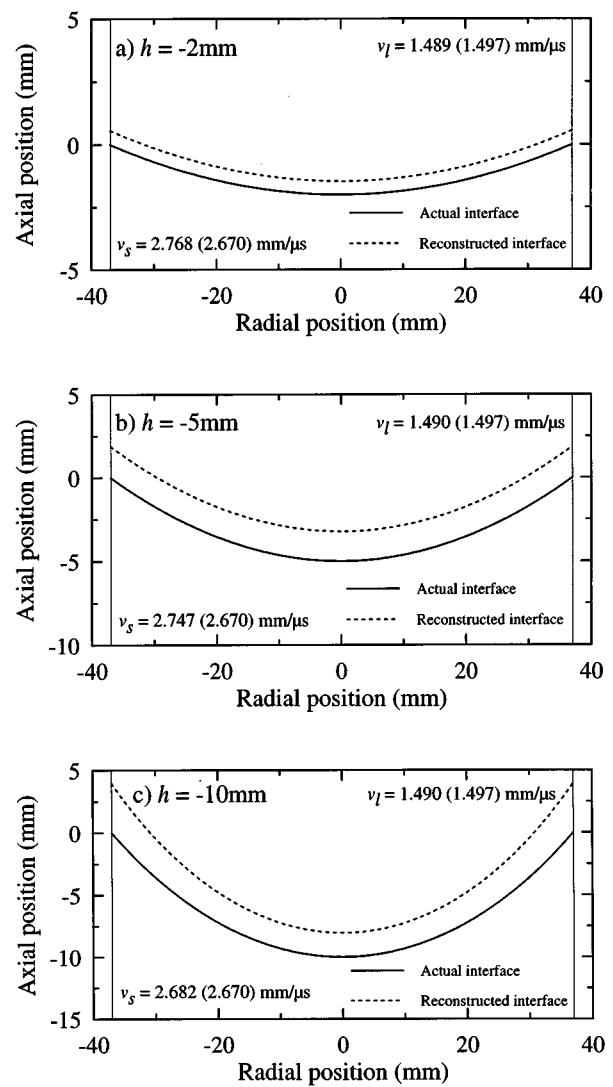 5
a) h = -2mm
v_l = 1.489 (1.497) mm/μs
0
Axial position (mm)
Actual interface
v_s = 2.768 (2.670) mm/μs
Reconstructed interface
-5
-40 -20 0 20 40
Radial position (mm)
5
b) h = -5mm
v_l = 1.490 (1.497) mm/μs
0
Axial position (mm)
-5
Actual interface
v_s = 2.747 (2.670) mm/μs
Reconstructed interface
-10
-40 -20 0 20 40
Radial position (mm)
5
c) h = -10mm
v_l = 1.490 (1.497) mm/μs
0
Axial position (mm)
-5
-10
Actual interface
v_s = 2.682 (2.670) mm/μs
Reconstructed interface
-15
-40 -20 0 20 40
Radial position (mm)